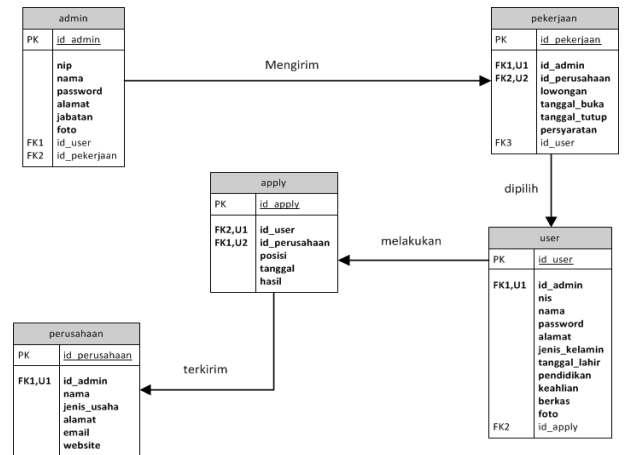 admin
PK id_admin
nip
nama
password
alamat
jabatan
foto
FK1 id_user
FK2 id_pekerjaan
Mengirim
pekerjaan
PK id_pekerjaan
FK1,U1 id_admin
FK2,U2 id_perusahaan
lowongan
tanggal_buka
tanggal_tutup
persyaratan
FK3 id_user
dipilih
apply
PK id_apply
FK2,U1 id_user
FK1,U2 id_perusahaan
posisi
tanggal
hasil
melakukan
user
PK id_user
FK1,U1 id_admin
nis
nama
password
alamat
jenis_kelamin
tanggal_lahir
pendidikan
keahlian
berkas
foto
FK2 id_apply
perusahaan
PK id_perusahaan
FK1,U1 id_admin
nama
jenis_usaha
alamat
email
website
terkirim